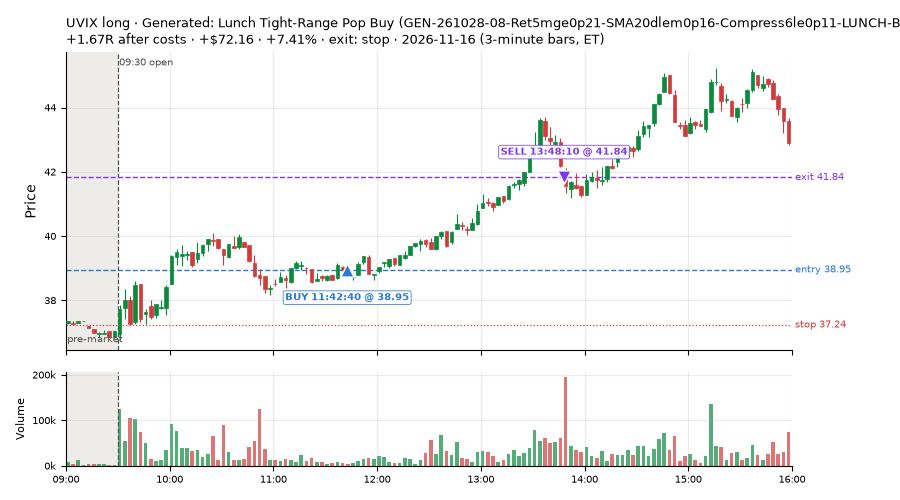 UVIX long · Generated: Lunch Tight-Range Pop Buy (GEN-261028-08-Ret5mge0p21-SMA20dlem0p16-Compress6le0p11-LUNCH-B
+1.67R after costs · +$72.16 · +7.41% · exit: stop · 2026-11-16 (3-minute bars, ET)
09:30 open
44
SELL 13:48:10 @ 41.84
42
exit 41.84
Price
40
entry 38.95
BUY 11:42:40 @ 38.95
38
stop 37.24
pre-market
200k
Volume
100k
0k
09:00 10:00 11:00 12:00 13:00 14:00 15:00 16:00